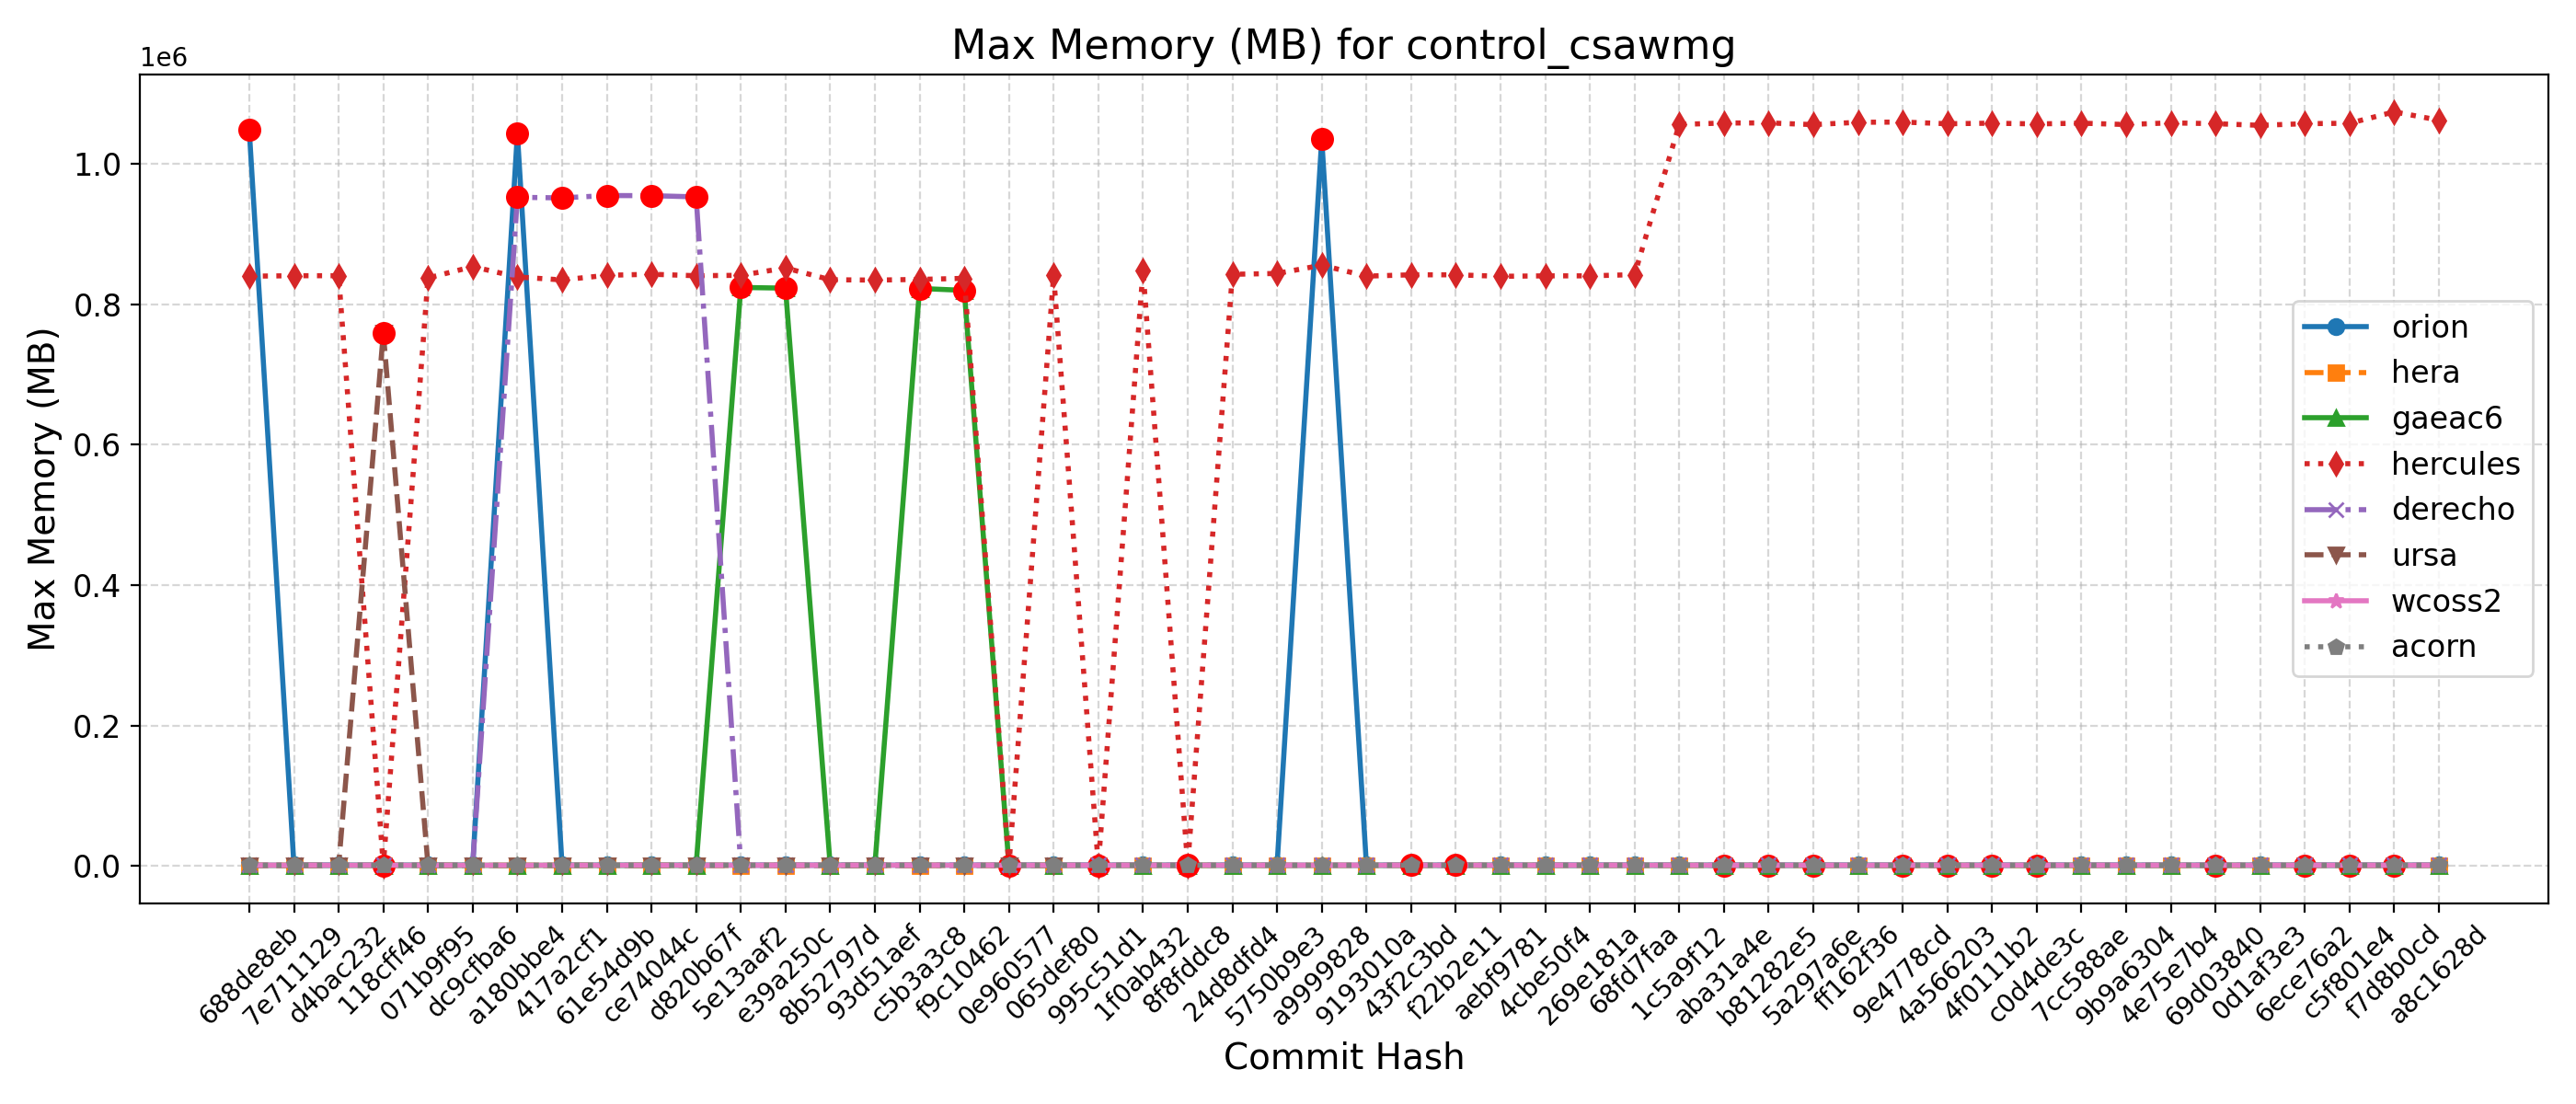 Max Memory (MB) for control_csawmg
1e6
1.0
0.8
0.6
0.4
0.2
0.0
Max Memory (MB)
orion
hera
gaeac6
hercules
derecho
ursa
wcoss2
acorn
688de8eb
7e711129
d4bac232
118cff46
071b9f95
dc9cfba6
a180bbe4
417a2cf1
61e54d9b
ce74044c
d820b67f
5e13aaf2
e39a250c
8b52797d
93d51aef
c5b3a3c8
f9c10462
0e960577
065def80
995c51d1
1f0ab432
8f8fddc8
24d8dfd4
5750b9e3
a9999828
9193010a
43f2c3bd
f22b2e11
aebf9781
4cbe50f4
269e181a
68fd7faa
1c5a9f12
aba31a4e
b81282e5
5a297a6e
ff162f36
9e4778cd
4a566203
4f0111b2
c0d4de3c
7cc588ae
9b9a6304
4e75e7b4
69d03840
0d1af3e3
6ece76a2
c5f801e4
f7d8b0cd
a8c1628d
Commit Hash